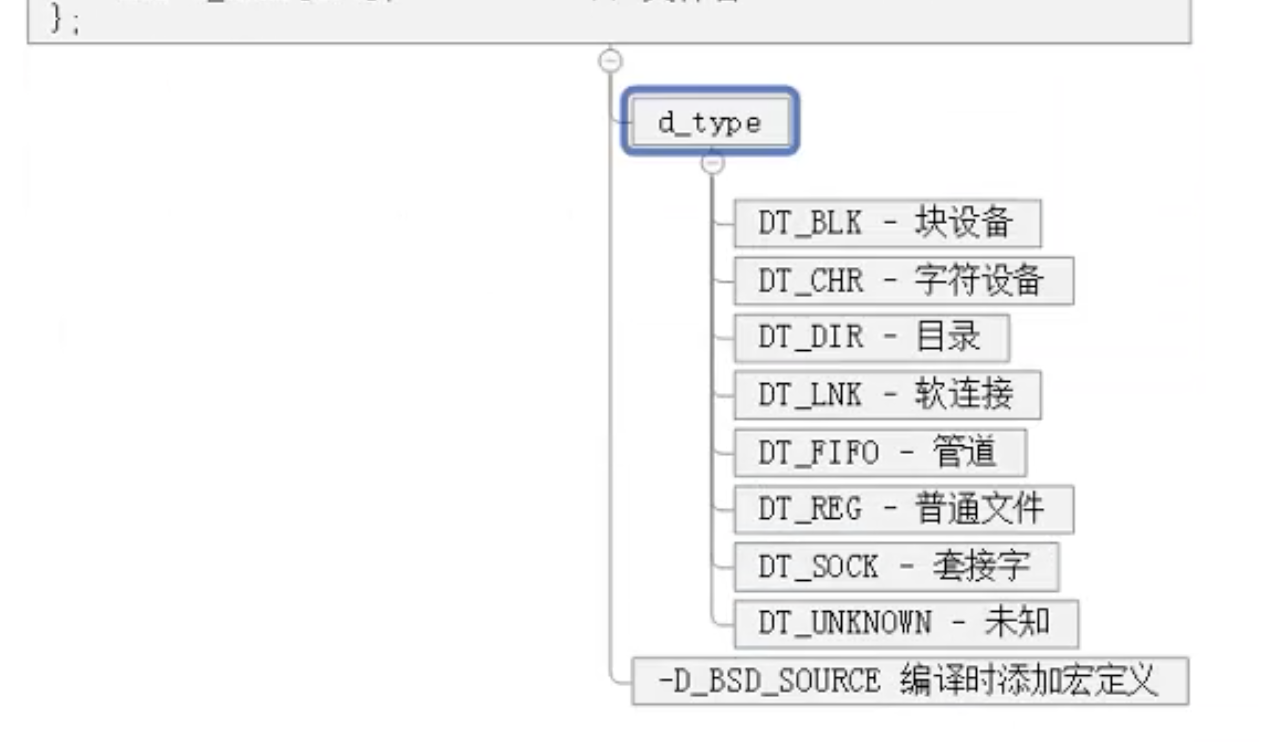 };
d_type
DT_BLK - 块设备
DT_CHR - 字符设备
DT_DIR - 目录
DT_LNK - 软连接
DT_FIFO - 管道
DT_REG - 普通文件
DT_SOCK - 套接字
DT_UNKNOWN - 未知
-D_BSD_SOURCE 编译时添加宏定义